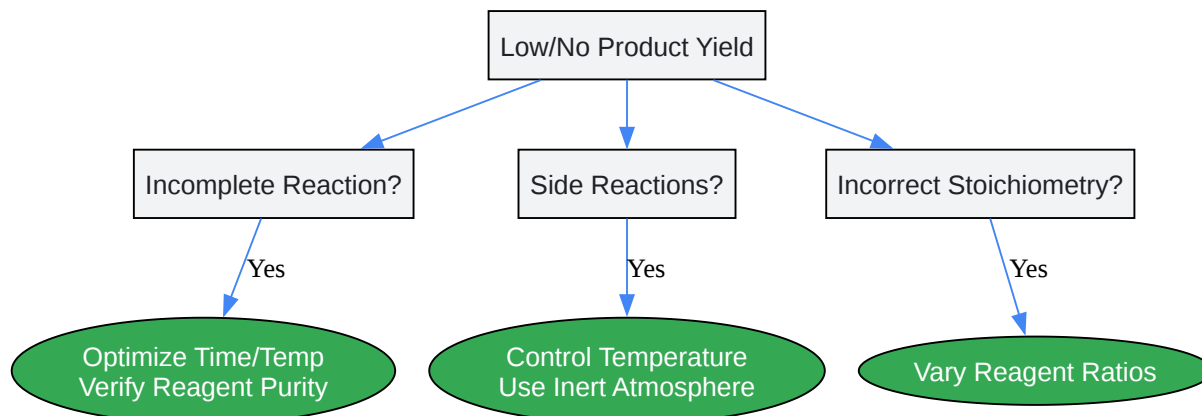 Low/No Product Yield
Incomplete Reaction?
Side Reactions?
Incorrect Stoichiometry?
Yes
Yes
Yes
Optimize Time/Temp
Verify Reagent Purity
Control Temperature
Use Inert Atmosphere
Vary Reagent Ratios